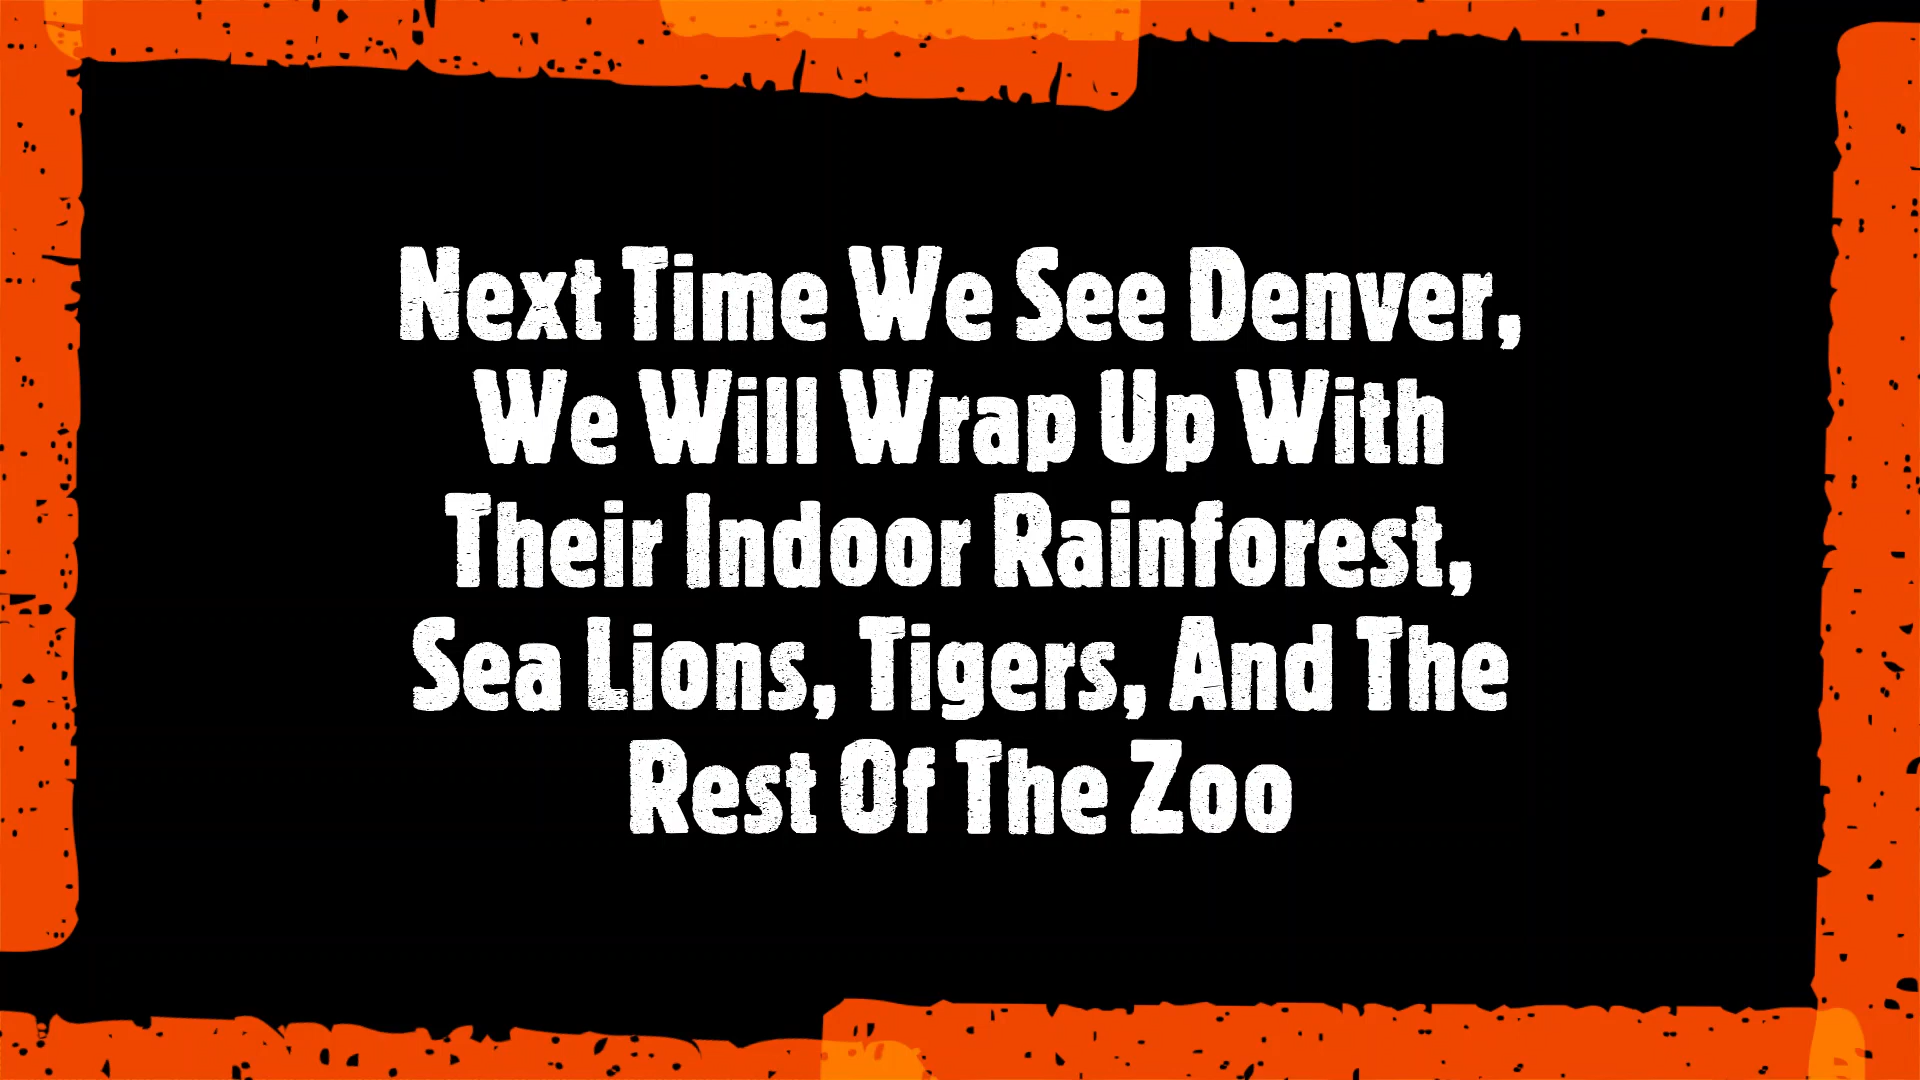 Next Time We See Denver,
We Will Wrap Up With
Their Indoor Rainforest,
Sea Lions, Tigers, And The
Rest Of The Zoo